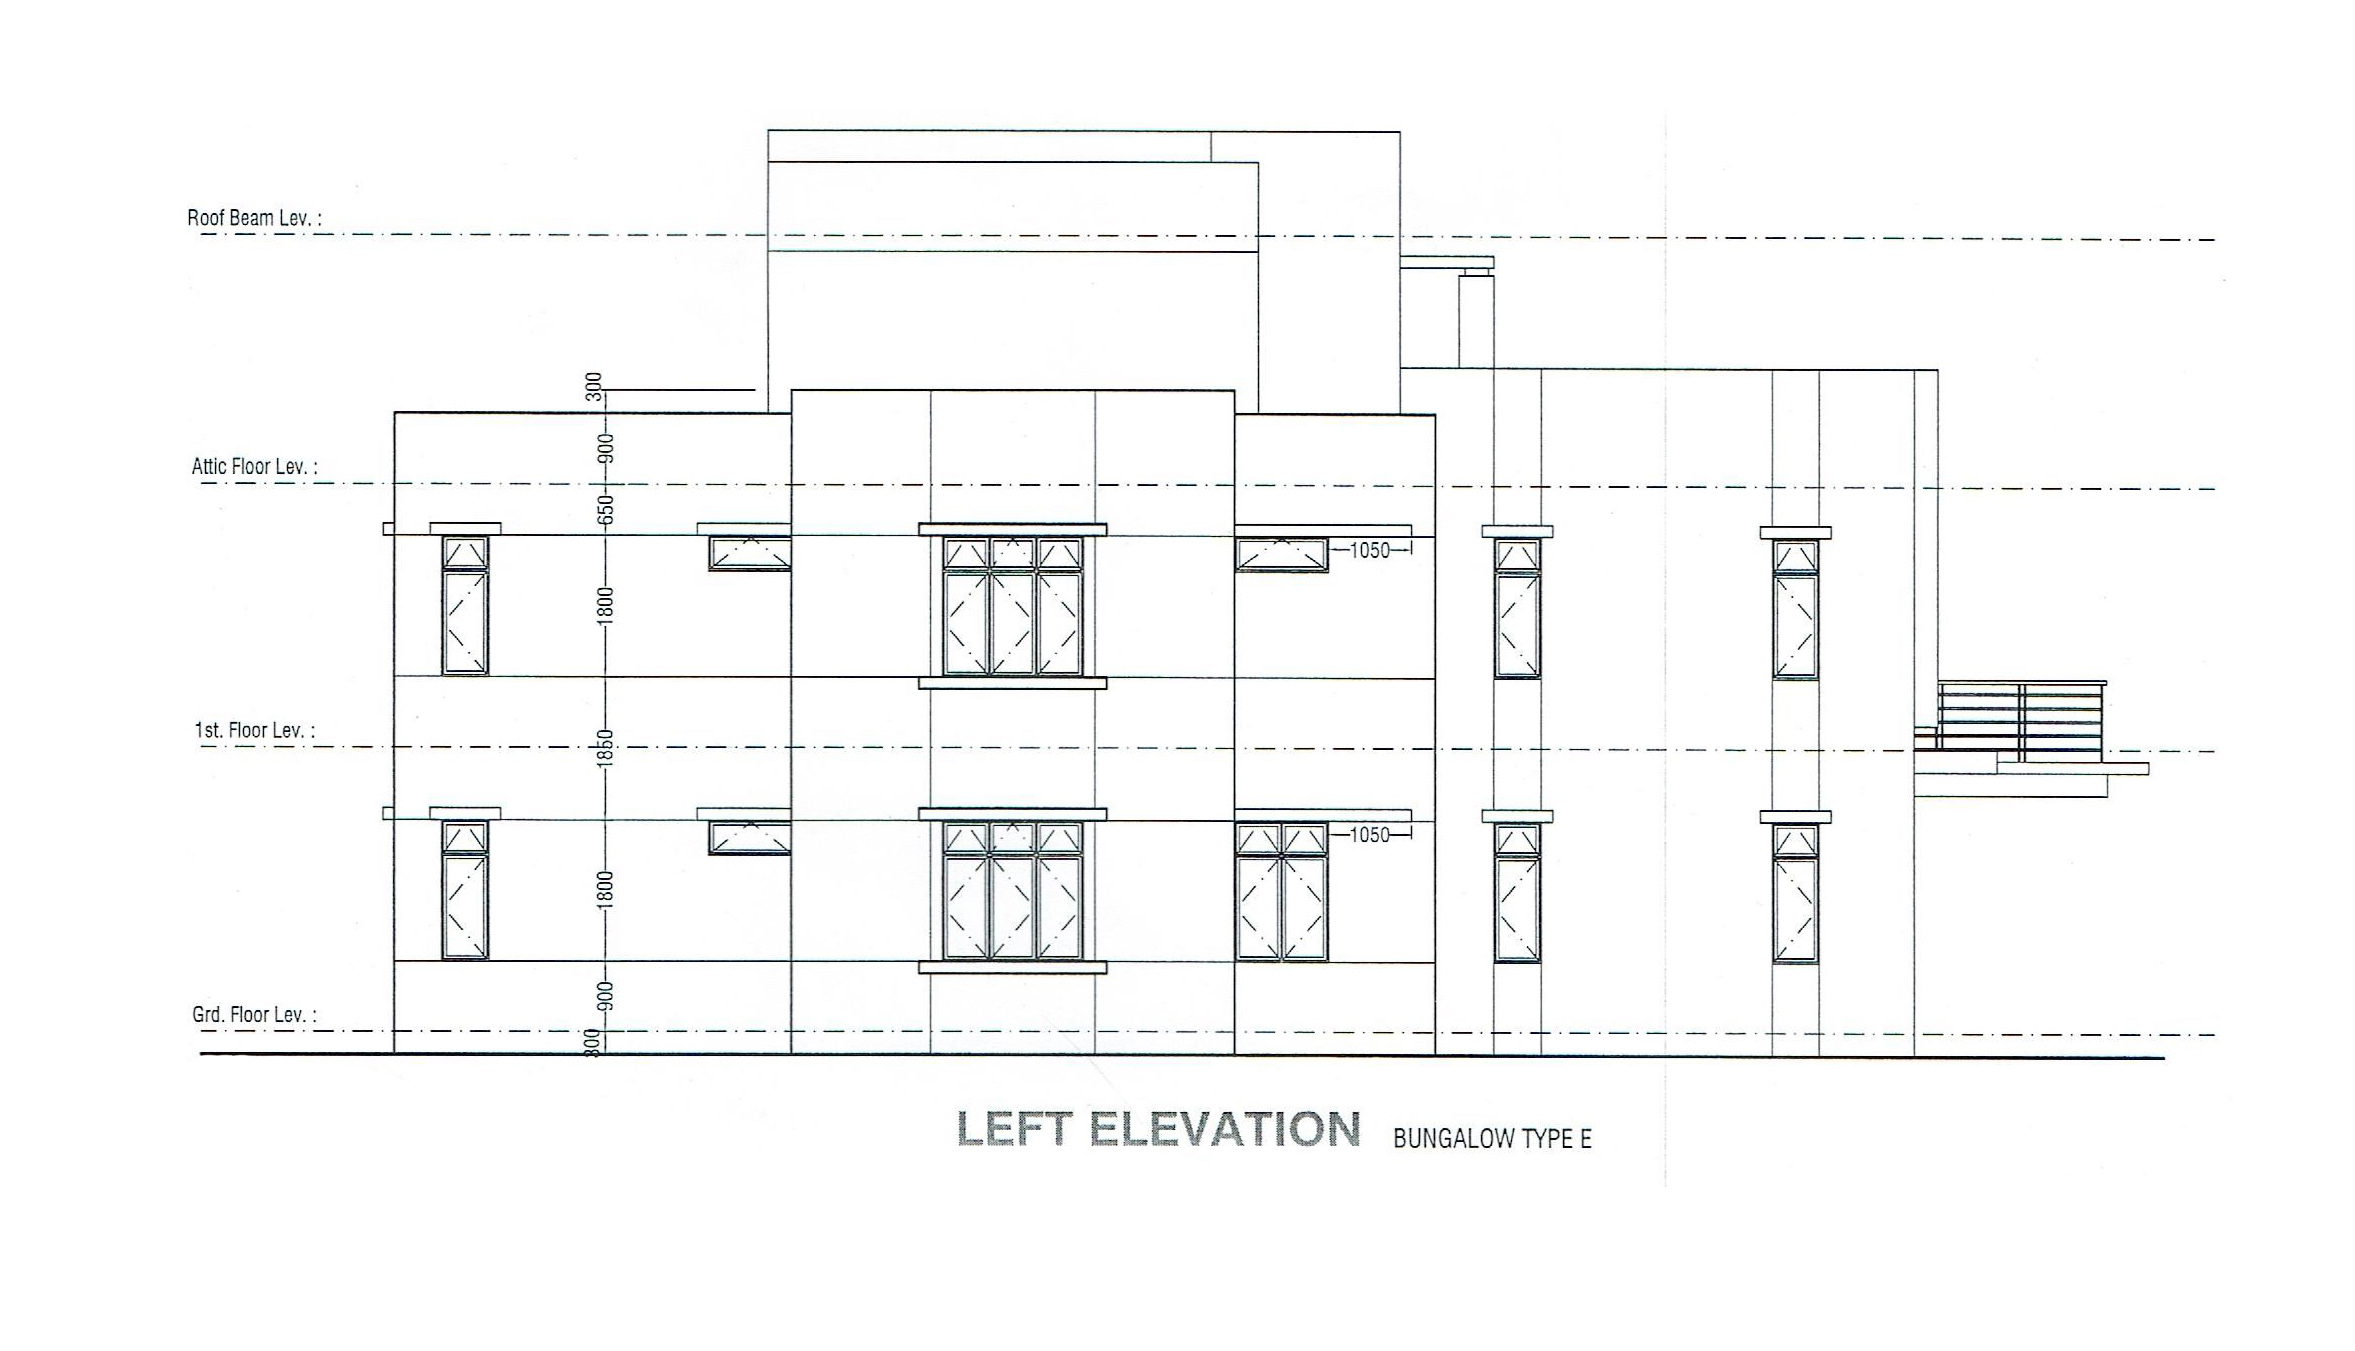 Roof Beam Lev. :
300
900
Attic Floor Lev. :
650
1050
1800
1st. Floor Lev. :
1850
1050
1800
900
Grd. Floor Lev. :
300
LEFT ELEVATION BUNGALOW TYPE E